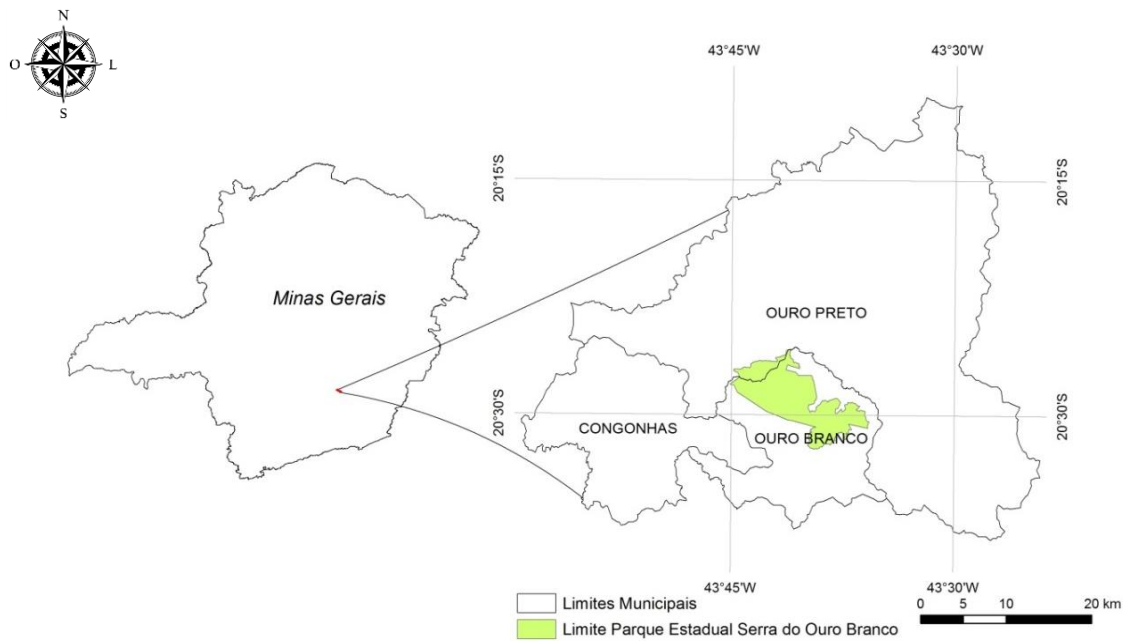 N
O
L
S
43°45'W
43°30'W
20°15'S
20°15'S
Minas Gerais
OURO PRETO
20°30'S
20°30'S
CONGONHAS
OURO BRANCO
43°45'W
43°30'W
Limites Municipais
Limite Parque Estadual Serra do Ouro Branco
0 5 10 20 km